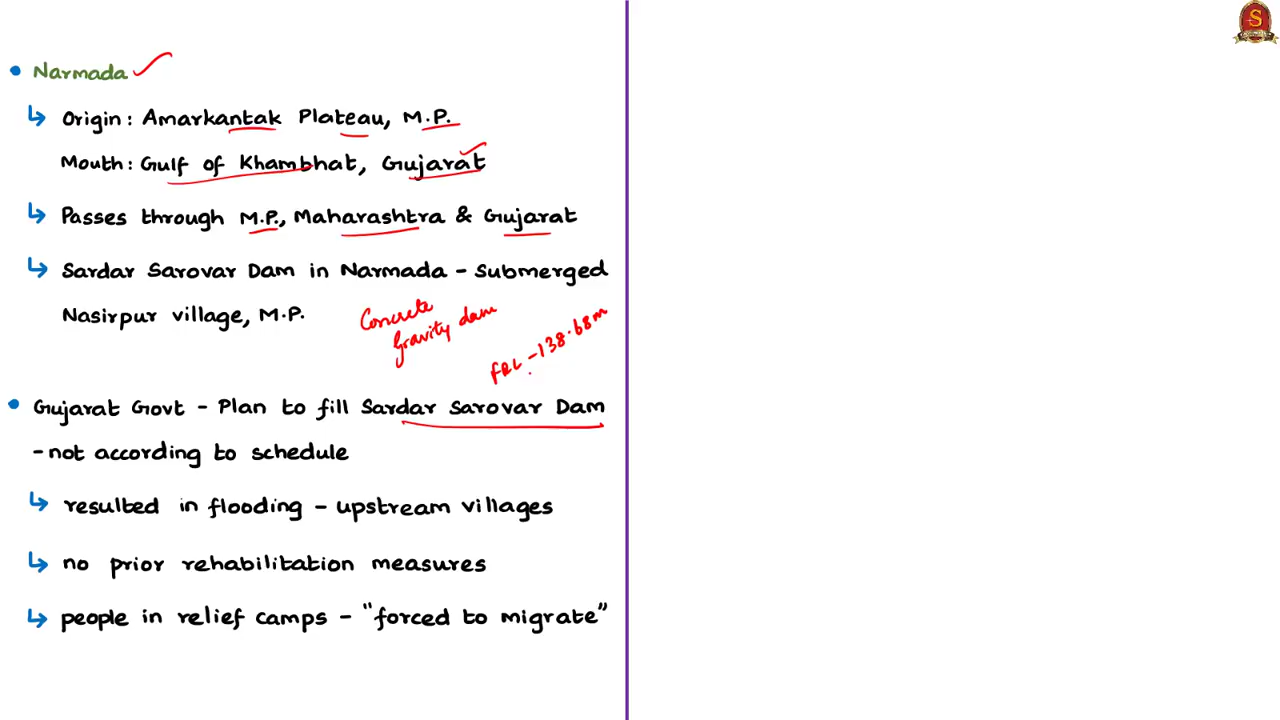 Narmada
Origin: Amarkantak Plateau, M.P.
Mouth: Gulf of Khambhat, Gujarat
Passes through M.P., Maharashtra & Gujarat
Sardar Sarovar Dam in Narmada - submerged
Nasirpur village, M.P.
Concrete
Gravity dam
FRL - 138.68m
Gujarat Govt - Plan to fill Sardar Sarovar Dam
- not according to schedule
resulted in flooding - upstream villages
no prior rehabilitation measures
people in relief camps - "forced to migrate"
S